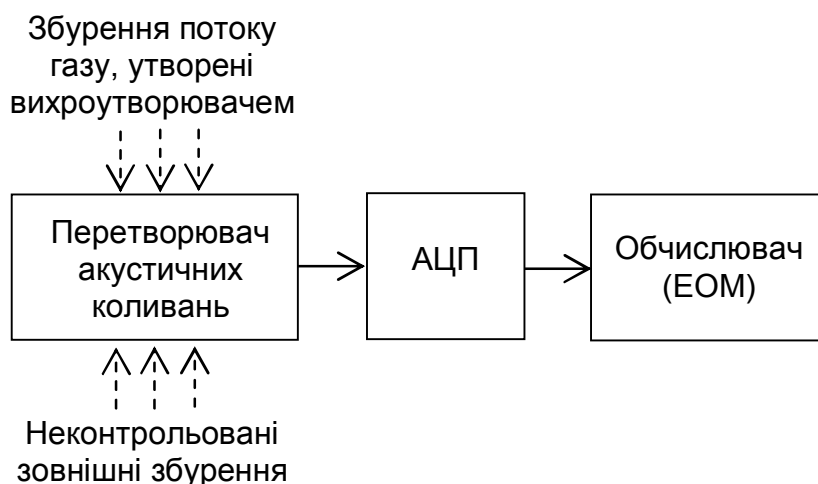 Збурення потоку
газу, утворені
вихроутворювачем
Перетворювач
акустичних
коливань
АЦП
Обчислювач
(ЕОМ)
Неконтрольовані
зовнішні збурення